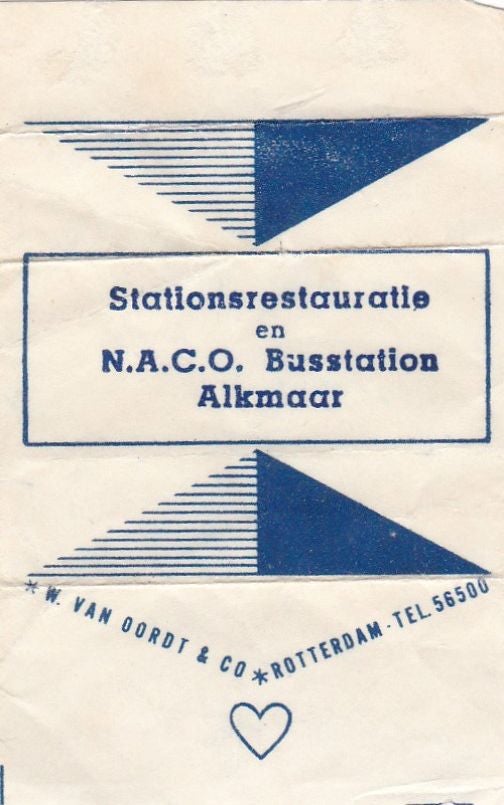 Stationsrestauratie
en
N.A.C.O. Busstation
Alkmaar
* W. VAN OORDT & CO * ROTTERDAM - TEL. 56500